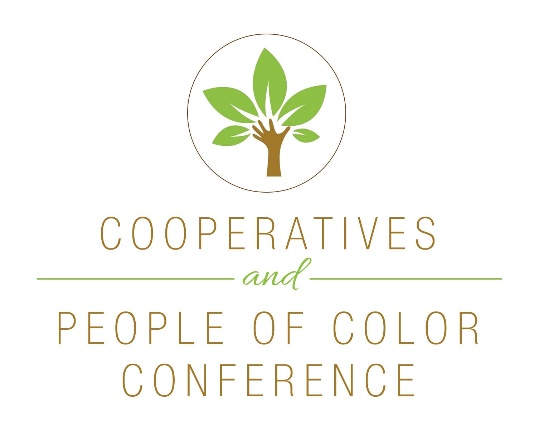 COOPERATIVES
and
PEOPLE OF COLOR
CONFERENCE